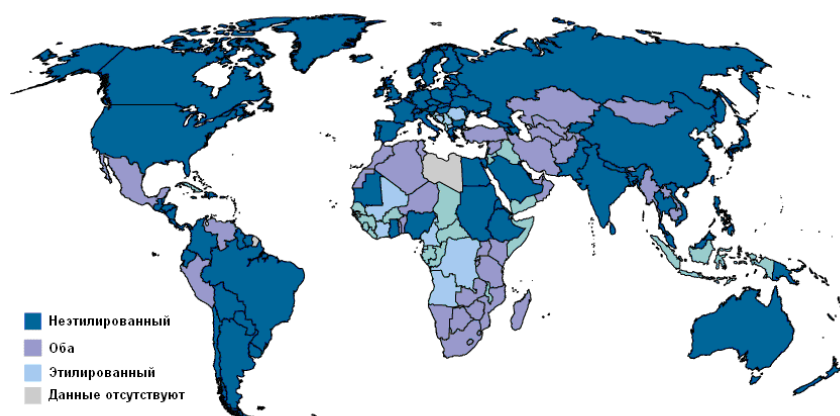 Неэтилированный
Оба
Этилированный
Данные отсутствуют